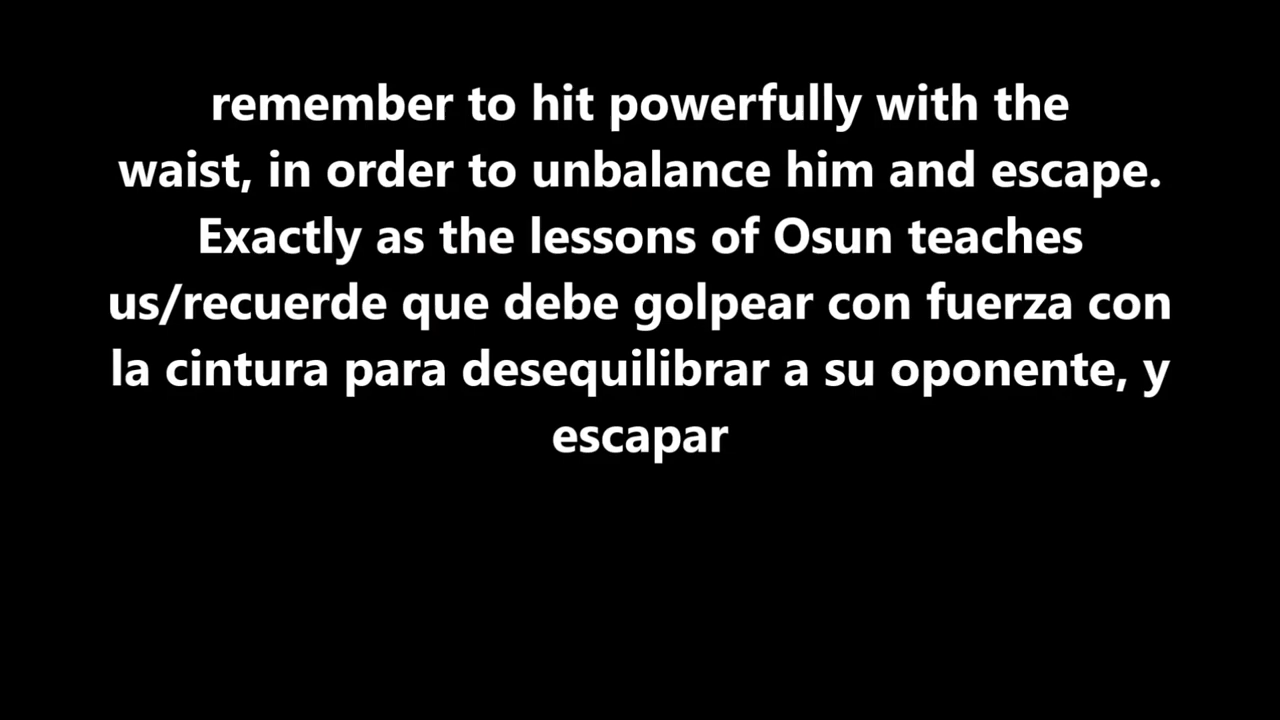 remember to hit powerfully with the
waist, in order to unbalance him and escape.
Exactly as the lessons of Osun teaches
us/recuerde que debe golpear con fuerza con
la cintura para desequilibrar a su oponente, y
escapar